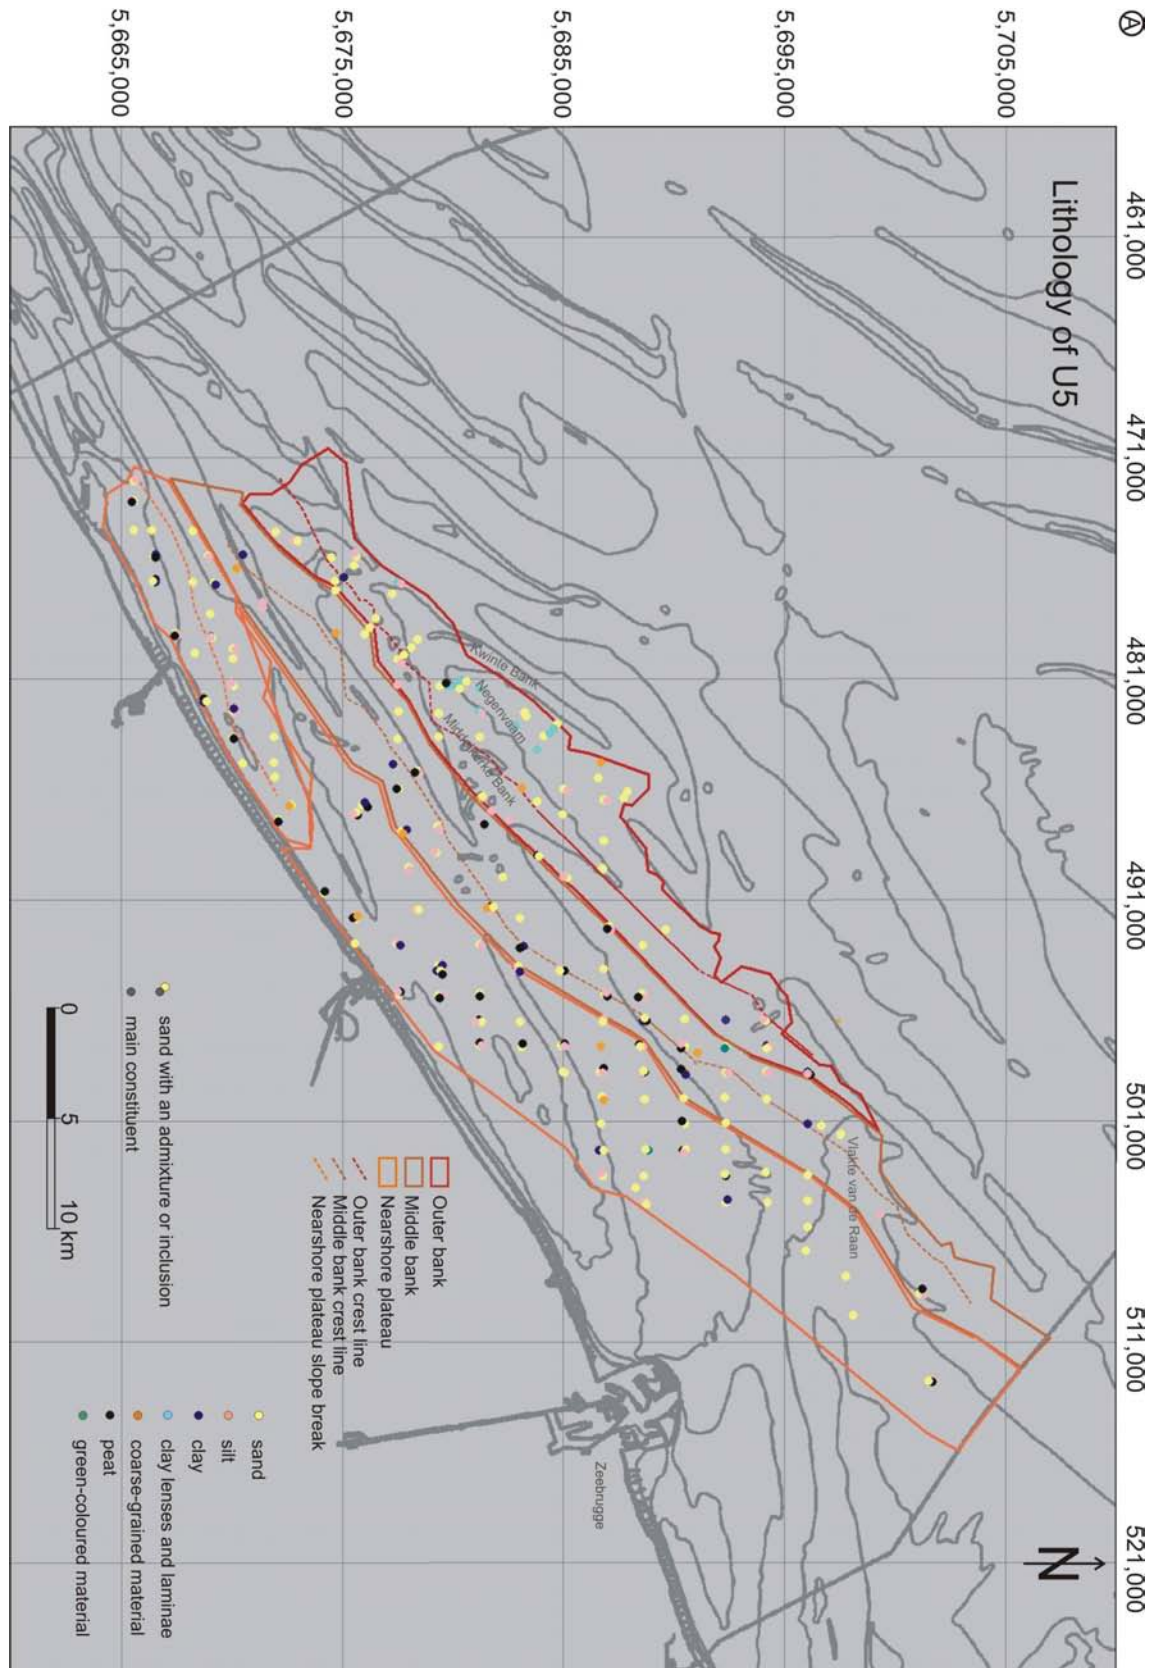 A
Lithology of U5
461,000
471,000
481,000
491,000
501,000
511,000
521,000
5,705,000
5,695,000
5,685,000
5,675,000
5,665,000
N
Kwinte Bank
Negenvaam
Vlakte van de Raan
Zeebrugge
0
5
10 km
sand with an admixture or inclusion
main constituent
Outer bank
Middle bank
Nearshore plateau
Outer bank crest line
Middle bank crest line
Nearshore plateau slope break
sand
silt
clay
clay lenses and laminae
coarse-grained material
peat
green-coloured material